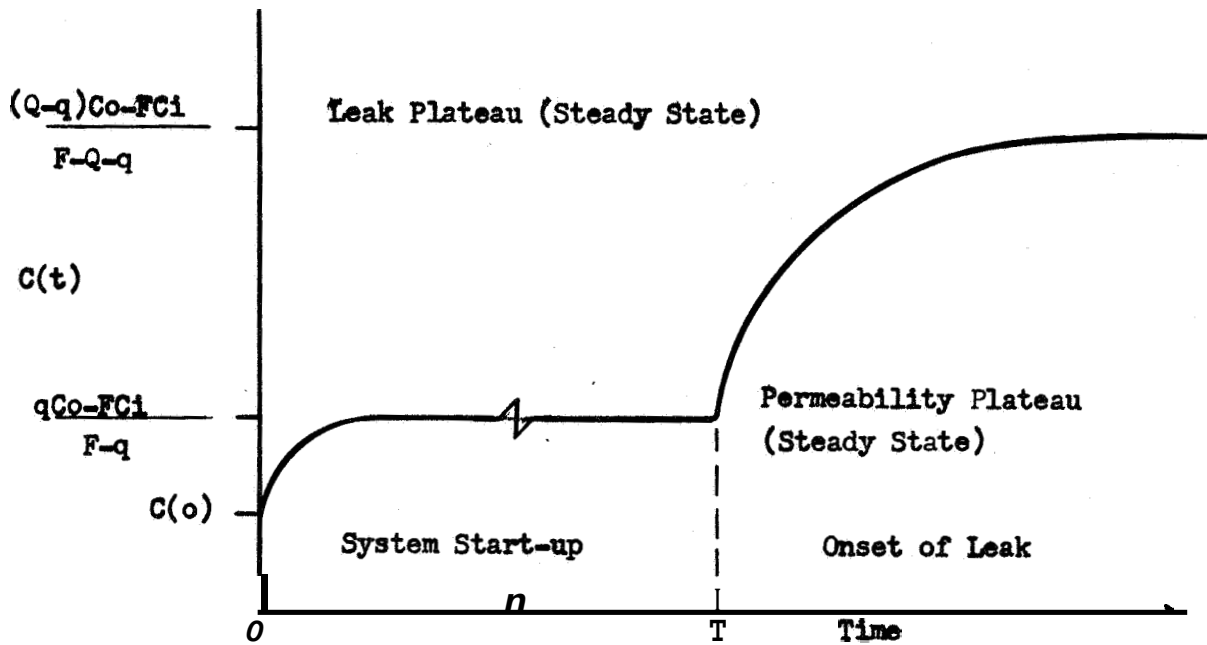 (Q-q)Co-FCi
F-Q-q
Leak Plateau (Steady State)
C(t)
qCo-FCi
F-q
Permeability Plateau
(Steady State)
C(o)
System Start-up
Onset of Leak
n
0
T
Time